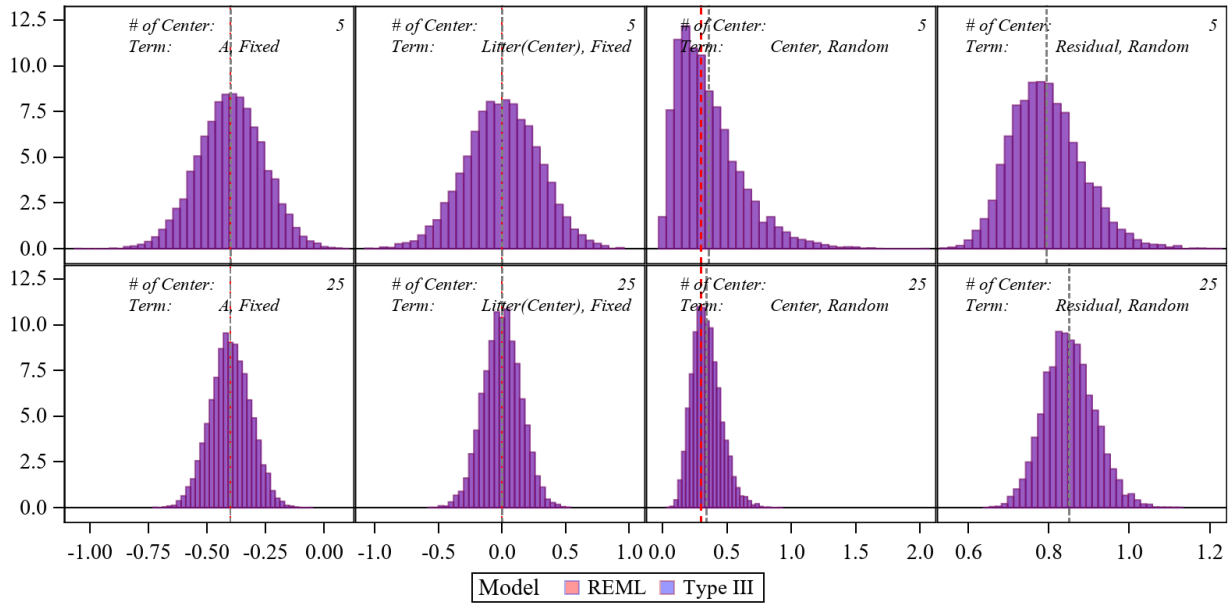 12.5
10.0
7.5
5.0
2.5
0.0
# of Center: 5
Term: A, Fixed
# of Center: 5
Term: Litter(Center), Fixed
# of Center: 5
Term: Center, Random
# of Center: 5
Term: Residual, Random
12.5
10.0
7.5
5.0
2.5
0.0
# of Center: 25
Term: A, Fixed
# of Center: 25
Term: Litter(Center), Fixed
# of Center: 25
Term: Center, Random
# of Center: 25
Term: Residual, Random
-1.00 -0.75 -0.50 -0.25 0.00 -1.0 -0.5 0.0 0.5 1.0 0.0 0.5 1.0 1.5 2.0 0.6 0.8 1.0 1.2
Model REML Type III